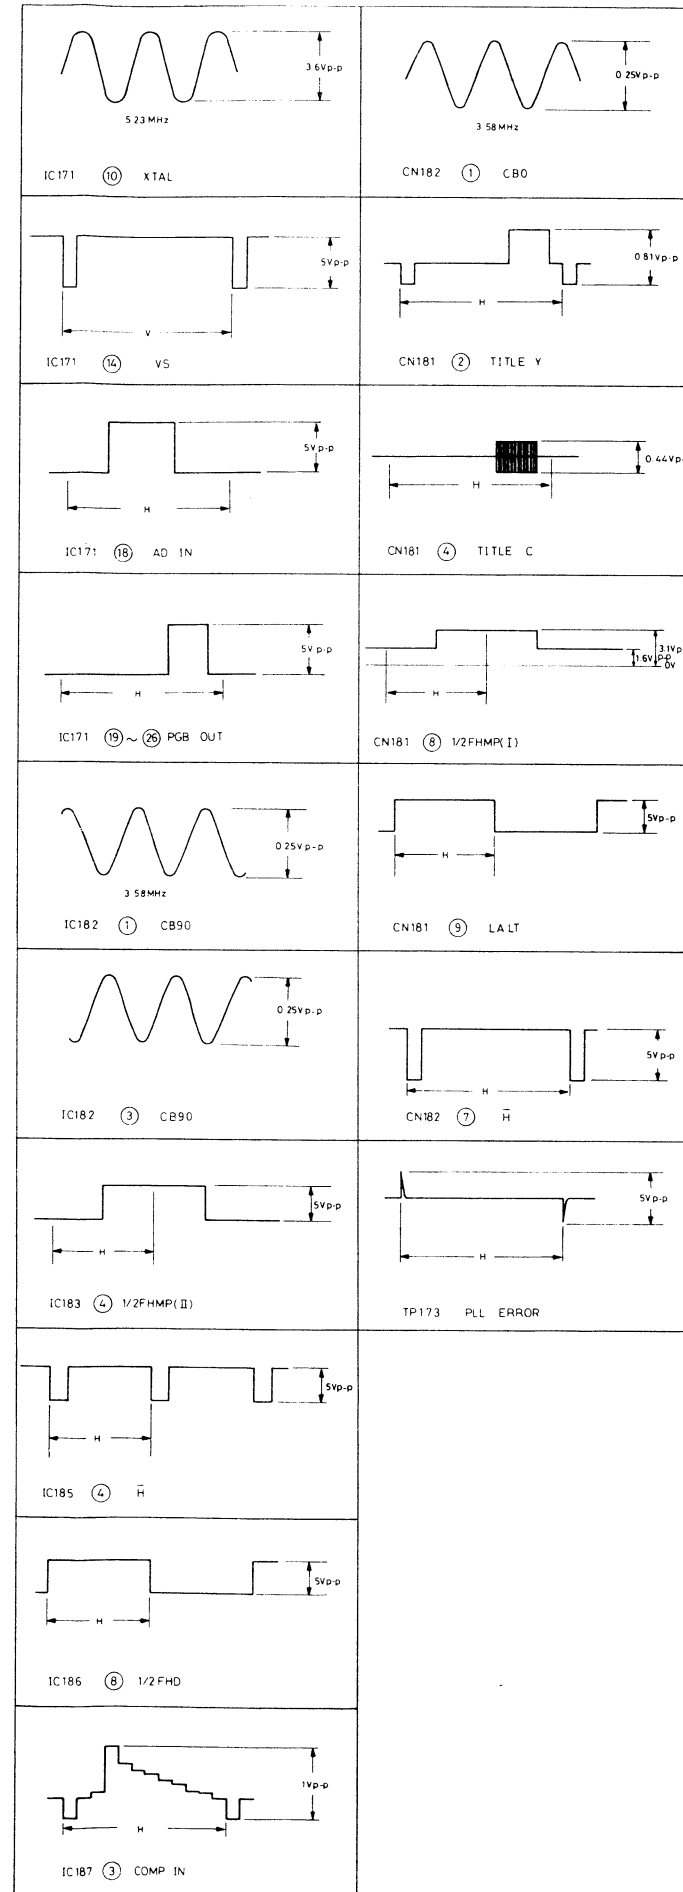 3.6Vp-p
5.23MHz
IC171 ⑩ XTAL
0.25Vp-p
3.58MHz
CN182 ① CB0
5Vp-p
V
IC171 ⑭ VS
0.81Vp-p
H
CN181 ② TITLE Y
5Vp-p
H
IC171 ⑱ AD IN
0.44Vp-
H
CN181 ④ TITLE C
5Vp-p
H
IC171 ⑲~㉖ PGB OUT
3.1Vp
1.6Vp-p
0V
H
CN181 ⑧ 1/2FHMP(I)
0.25Vp-p
3.58MHz
IC182 ① CB90
5Vp-p
H
CN181 ⑨ LALT
0.25Vp-p
IC182 ③ CB90
5Vp-p
H
CN182 ⑦ H̄
5Vp-p
H
IC183 ④ 1/2FHMP(II)
5Vp-p
H
TP173 PLL ERROR
5Vp-p
H
IC185 ④ H̄
5Vp-p
H
IC186 ⑧ 1/2FHD
1Vp-p
H
IC187 ③ COMP IN